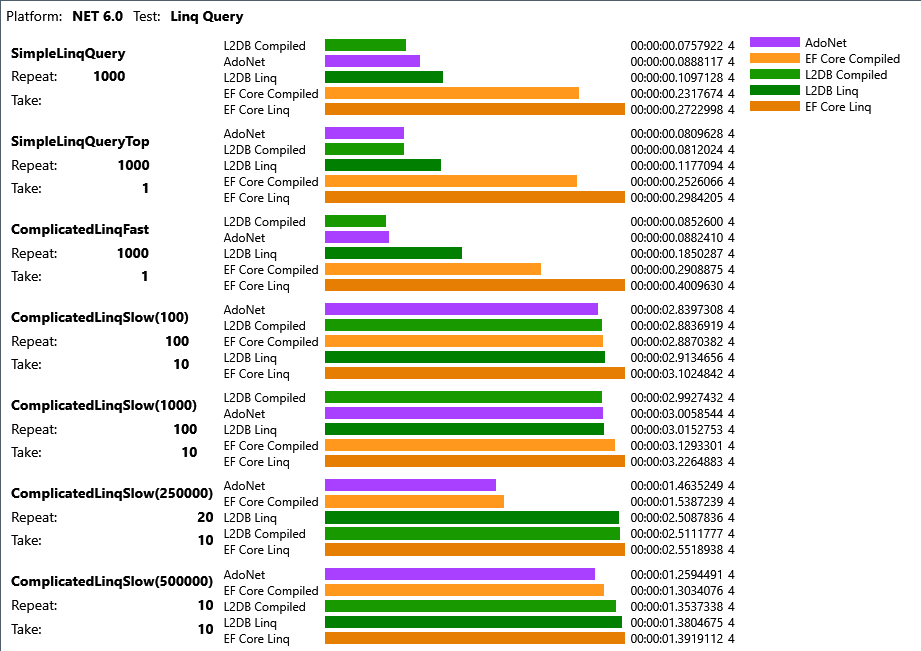 Platform: NET 6.0 Test: Linq Query
SimpleLinqQuery
Repeat: 1000
Take:
L2DB Compiled 00:00:00.0757922 4
AdoNet 00:00:00.0888117 4
L2DB Linq 00:00:00.1097128 4
EF Core Compiled 00:00:00.2317674 4
EF Core Linq 00:00:00.2722998 4
AdoNet
EF Core Compiled
L2DB Compiled
L2DB Linq
EF Core Linq
SimpleLinqQueryTop
Repeat: 1000
Take: 1
AdoNet 00:00:00.0809628 4
L2DB Compiled 00:00:00.0812024 4
L2DB Linq 00:00:00.1177094 4
EF Core Compiled 00:00:00.2526066 4
EF Core Linq 00:00:00.2984205 4
ComplicatedLinqFast
Repeat: 1000
Take: 1
L2DB Compiled 00:00:00.0852600 4
AdoNet 00:00:00.0882410 4
L2DB Linq 00:00:00.1850287 4
EF Core Compiled 00:00:00.2908875 4
EF Core Linq 00:00:00.4009630 4
ComplicatedLinqSlow(100)
Repeat: 100
Take: 10
AdoNet 00:00:02.8397308 4
L2DB Compiled 00:00:02.8836919 4
EF Core Compiled 00:00:02.8870382 4
L2DB Linq 00:00:02.9134656 4
EF Core Linq 00:00:03.1024842 4
ComplicatedLinqSlow(1000)
Repeat: 100
Take: 10
L2DB Compiled 00:00:02.9927432 4
AdoNet 00:00:03.0058544 4
L2DB Linq 00:00:03.0152753 4
EF Core Compiled 00:00:03.1293301 4
EF Core Linq 00:00:03.2264883 4
ComplicatedLinqSlow(250000)
Repeat: 20
Take: 10
AdoNet 00:00:01.4635249 4
EF Core Compiled 00:00:01.5387239 4
L2DB Linq 00:00:02.5087836 4
L2DB Compiled 00:00:02.5111777 4
EF Core Linq 00:00:02.5518938 4
ComplicatedLinqSlow(500000)
Repeat: 10
Take: 10
AdoNet 00:00:01.2594491 4
EF Core Compiled 00:00:01.3034076 4
L2DB Compiled 00:00:01.3537338 4
L2DB Linq 00:00:01.3804675 4
EF Core Linq 00:00:01.3919112 4